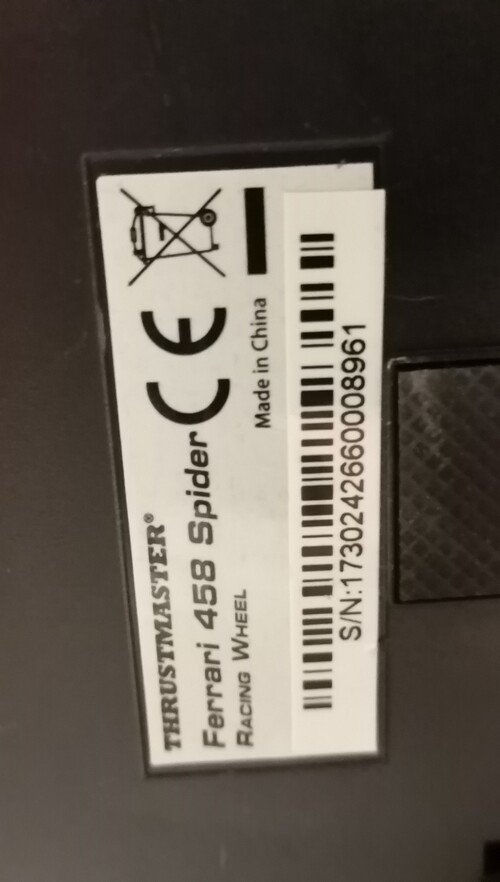 THRUSTMASTER®
Ferrari 458 Spider
RACING WHEEL
Made in China
S/N:1730242660008961